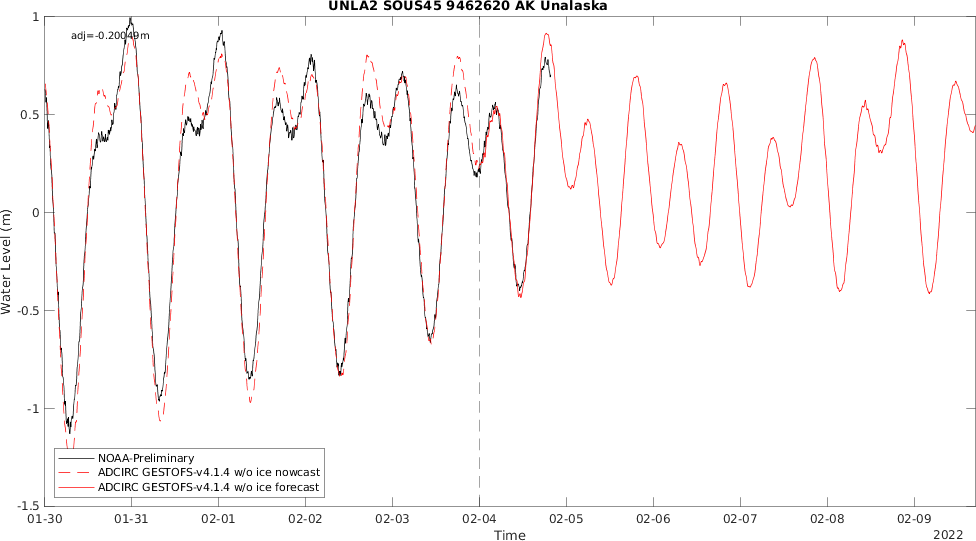 UNLA2 SOUS45 9462620 AK Unalaska
adj=-0.20049m
1
0.5
0
-0.5
-1
-1.5
Water Level (m)
NOAA-Preliminary
ADCIRC GESTOFS-v4.1.4 w/o ice nowcast
ADCIRC GESTOFS-v4.1.4 w/o ice forecast
01-30 01-31 02-01 02-02 02-03 02-04 02-05 02-06 02-07 02-08 02-09
Time
2022